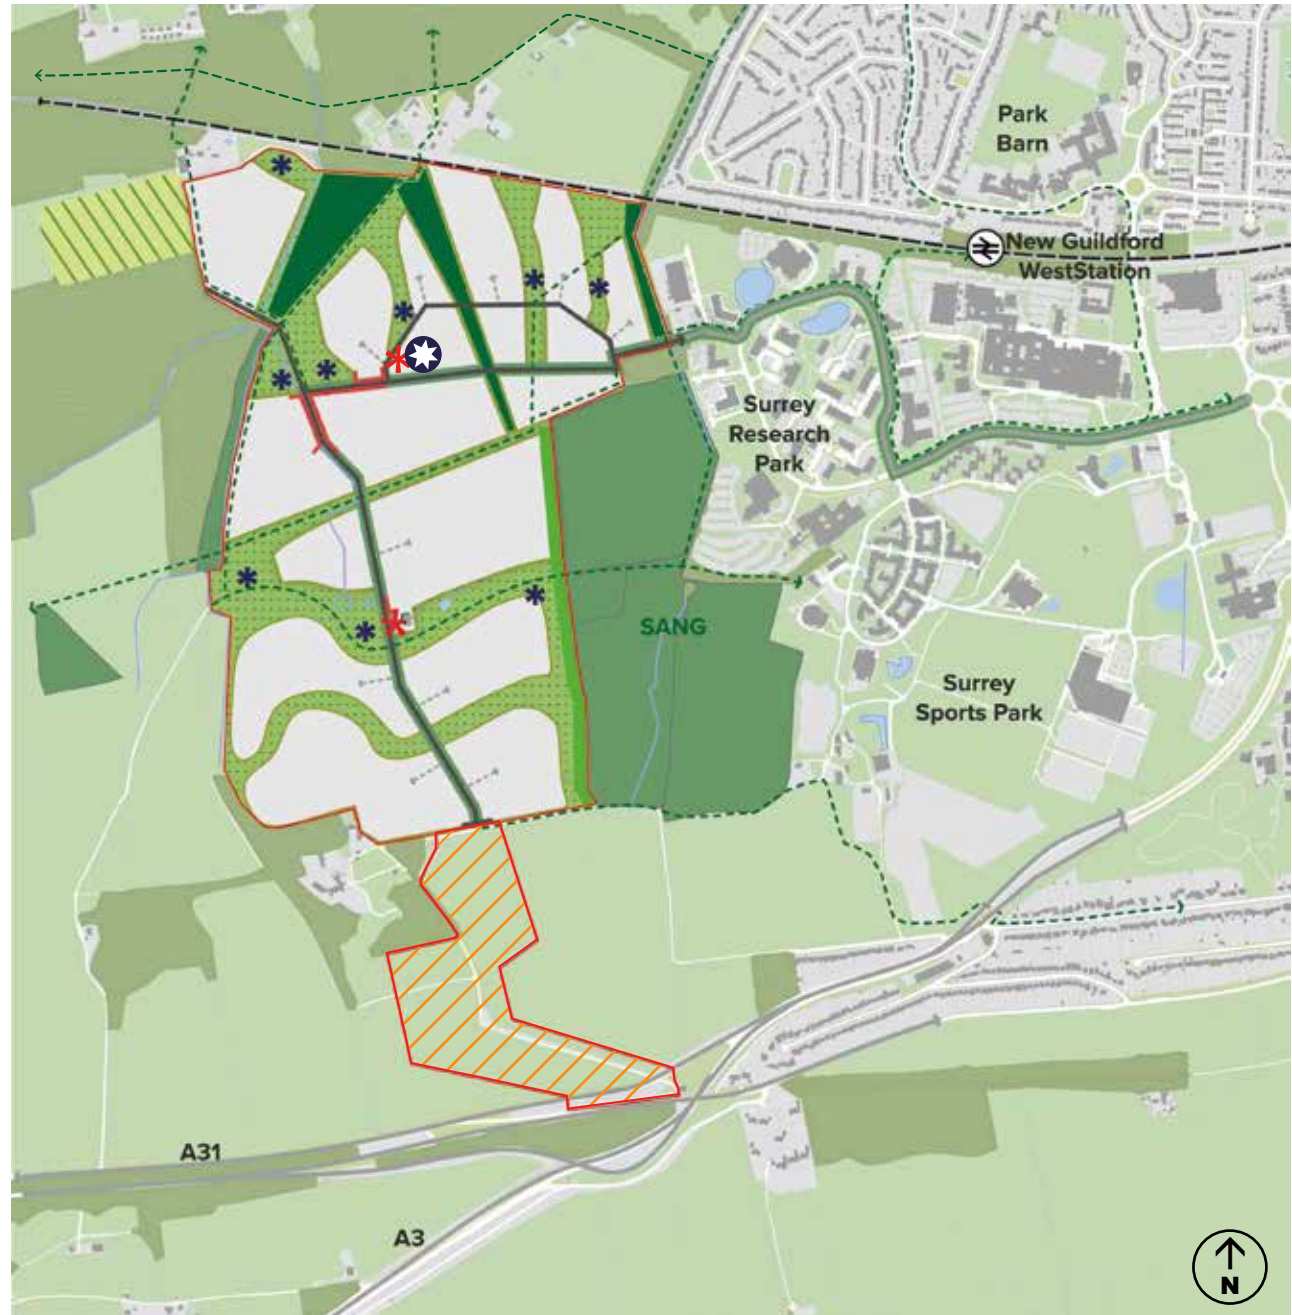 Park
Barn
New Guildford
WestStation
Surrey
Research
Park
SANG
Surrey
Sports Park
A31
A3
N